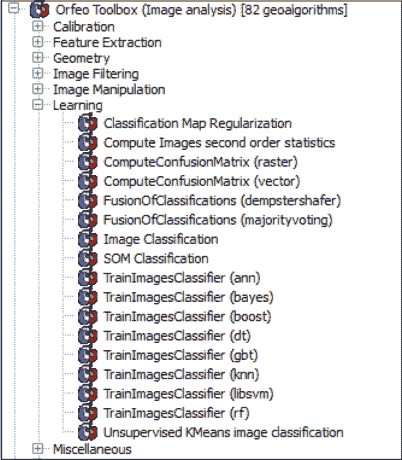 Orfeo Toolbox (Image analysis) [82 geoalgorithms]
Calibration
Feature Extraction
Geometry
Image Filtering
Image Manipulation
Learning
Classification Map Regularization
Compute Images second order statistics
ComputeConfusionMatrix (raster)
ComputeConfusionMatrix (vector)
FusionOfClassifications (dempstershafer)
FusionOfClassifications (majorityvoting)
Image Classification
SOM Classification
TrainImagesClassifier (ann)
TrainImagesClassifier (bayes)
TrainImagesClassifier (boost)
TrainImagesClassifier (dt)
TrainImagesClassifier (gbt)
TrainImagesClassifier (knn)
TrainImagesClassifier (libsvm)
TrainImagesClassifier (rf)
Unsupervised KMeans image classification
Miscellaneous